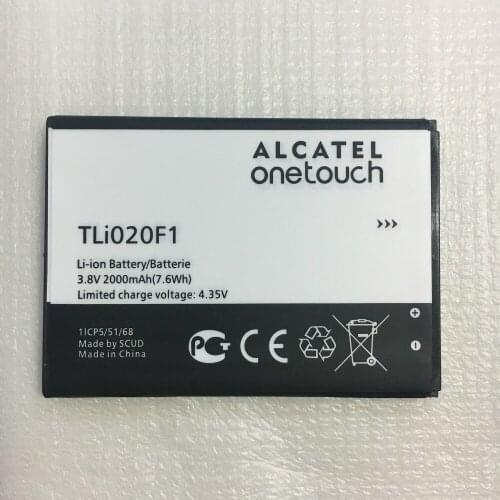 ALCATEL
onetouch
TLi020F1
Li-ion Battery/Batterie
3.8V 2000mAh(7.6Wh)
Limited charge voltage: 4.35V
1ICP5/51/68
Made by SCUD
Made in China